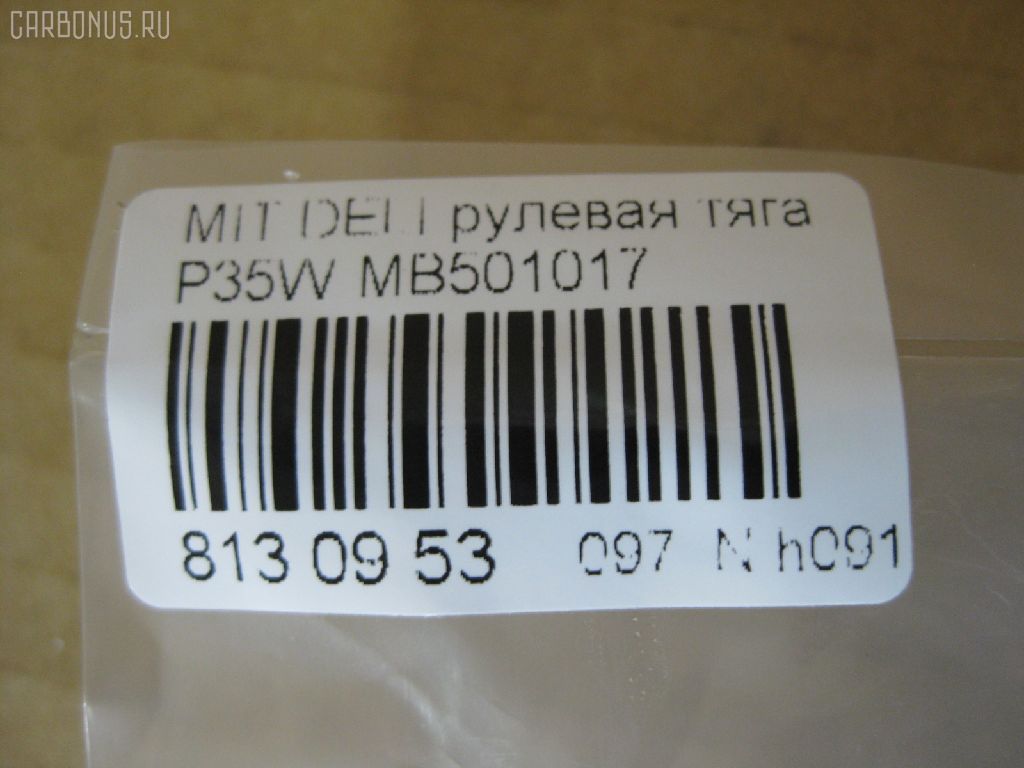 CARBONUS.RU
MIT DELI рулевая тяга
P35W MB501017
813 09 53 097 N h091